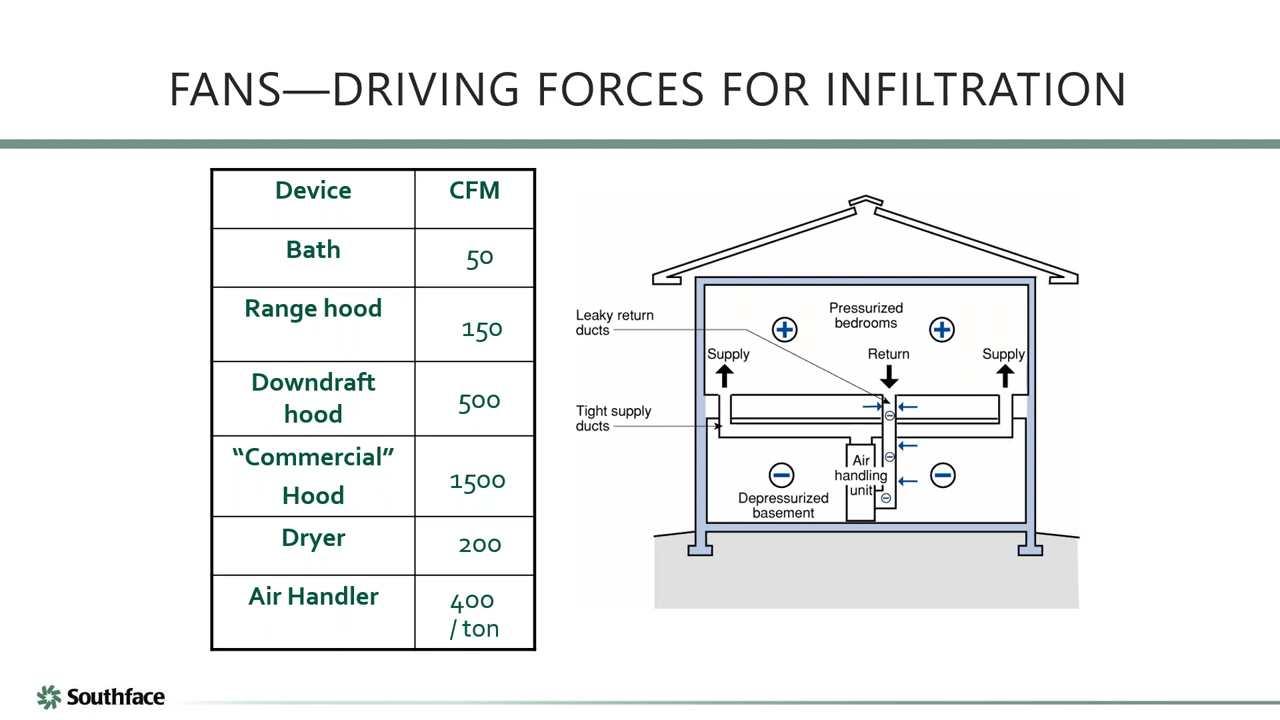 FANS—DRIVING FORCES FOR INFILTRATION
Device
CFM
Bath
50
Range hood
150
Downdraft
hood
500
“Commercial”
Hood
1500
Dryer
200
Air Handler
400
/ ton
Leaky return
ducts
Pressurized
bedrooms
Supply
Return
Supply
Tight supply
ducts
Air
handling
unit
Depressurized
basement
Southface